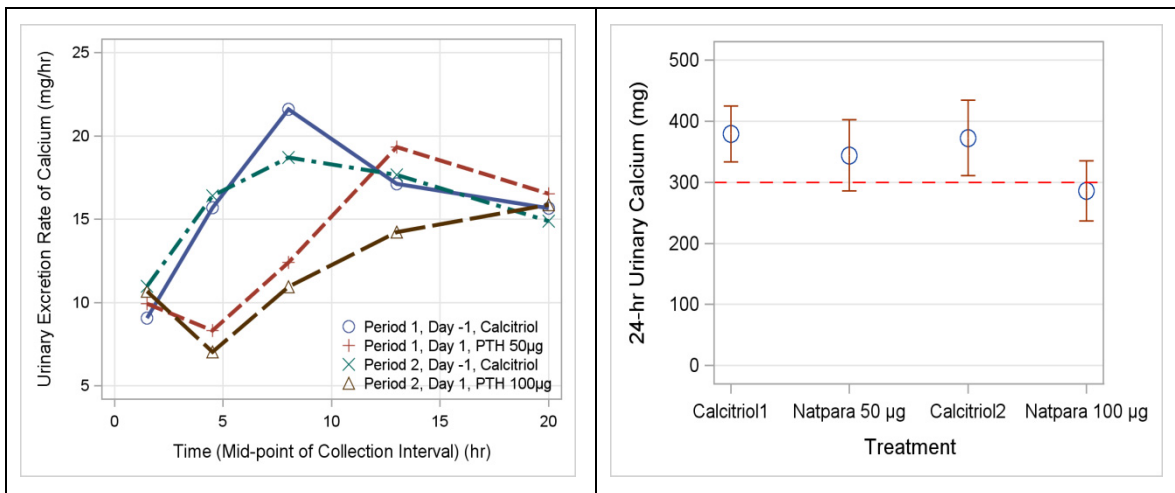 Urinary Excretion Rate of Calcium (mg/hr)
25
20
15
10
5
0
5
10
15
20
Time (Mid-point of Collection Interval) (hr)
Period 1, Day -1, Calcitriol
Period 1, Day 1, PTH 50µg
Period 2, Day -1, Calcitriol
Period 2, Day 1, PTH 100µg
24-hr Urinary Calcium (mg)
500
400
300
200
100
0
Calcitriol1
Natpara 50 µg
Calcitriol2
Natpara 100 µg
Treatment